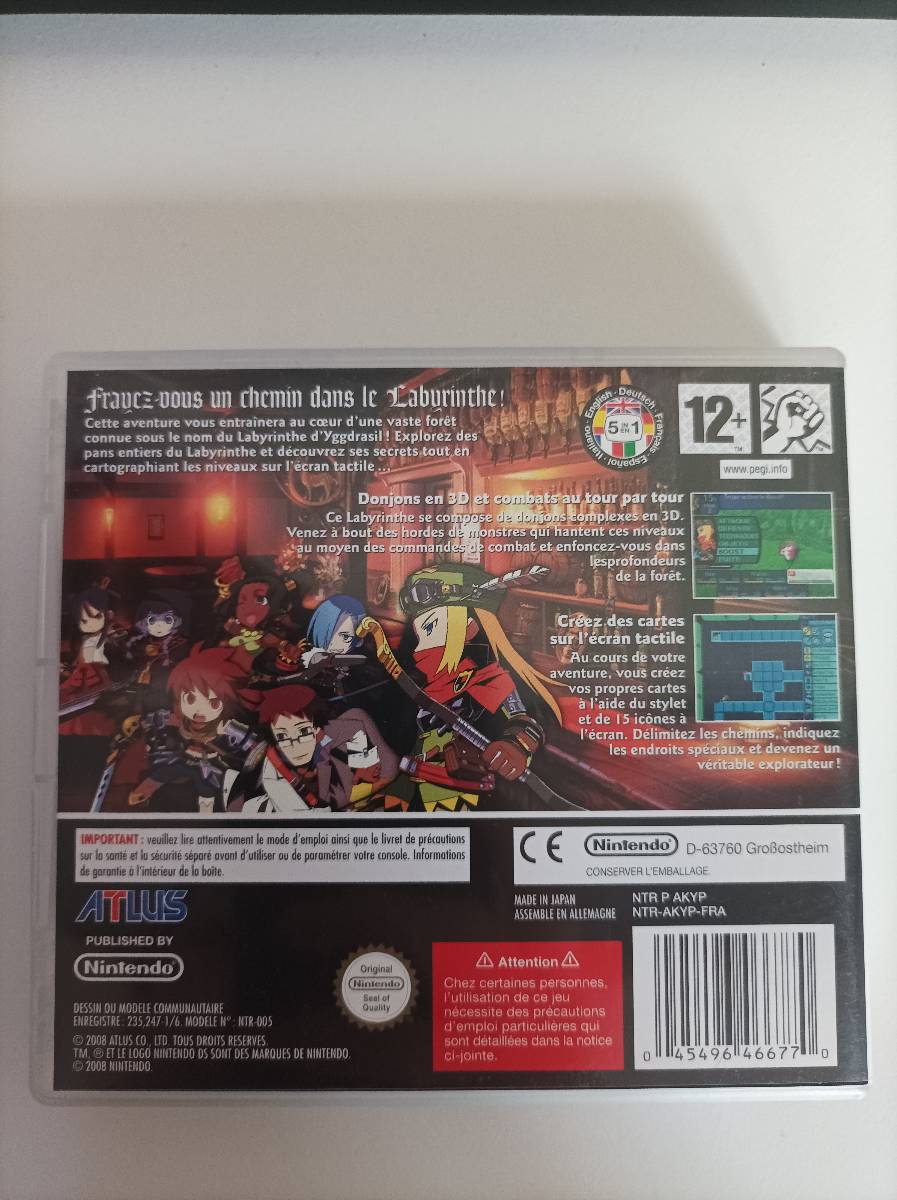 Frayez-vous un chemin dans le Labyrinthe !
Cette aventure vous entraînera au cœur d'une vaste forêt
connue sous le nom du Labyrinthe d'Yggdrasil ! Explorez des
pans entiers du Labyrinthe et découvrez ses secrets tout en
cartographiant les niveaux sur l'écran tactile ...
English · Deutsch · Français · Español · Italiano
5 IN EN 1
12+
www.pegi.info
Donjons en 3D et combats au tour par tour
Ce Labyrinthe se compose de donjons complexes en 3D.
Venez à bout des hordes de monstres qui hantent ces niveaux
au moyen des commandes de combat et enfoncez-vous dans
lesprofondeurs
de la forêt.
ATTAQUE
DEFENSE
TECHNIQUES
OBJETS
BOOST
FUITE
Créez des cartes
sur l'écran tactile
Au cours de votre
aventure, vous créez
vos propres cartes
à l'aide du stylet
et de 15 icônes à
l'écran. Délimitez les chemins, indiquez
les endroits spéciaux et devenez un
véritable explorateur !
IMPORTANT : veuillez lire attentivement le mode d'emploi ainsi que le livret de précautions
sur la santé et la sécurité séparé avant d'utiliser ou de paramétrer votre console. Informations
de garantie à l'intérieur de la boîte.
CE Nintendo D-63760 Großostheim
CONSERVER L'EMBALLAGE.
ATLUS
PUBLISHED BY
Nintendo
MADE IN JAPAN
ASSEMBLE EN ALLEMAGNE
NTR P AKYP
NTR-AKYP-FRA
DESSIN OU MODELE COMMUNAUTAIRE
ENREGISTRE : 235,247-1/6. MODELE N° : NTR-005
© 2008 ATLUS CO., LTD. TOUS DROITS RESERVES.
TM, ® ET LE LOGO NINTENDO DS SONT DES MARQUES DE NINTENDO.
© 2008 NINTENDO.
Original
Nintendo
Seal of
Quality
Attention
Chez certaines personnes,
l'utilisation de ce jeu
nécessite des précautions
d'emploi particulières qui
sont détaillées dans la notice
ci-jointe.
0 45496 46677 0